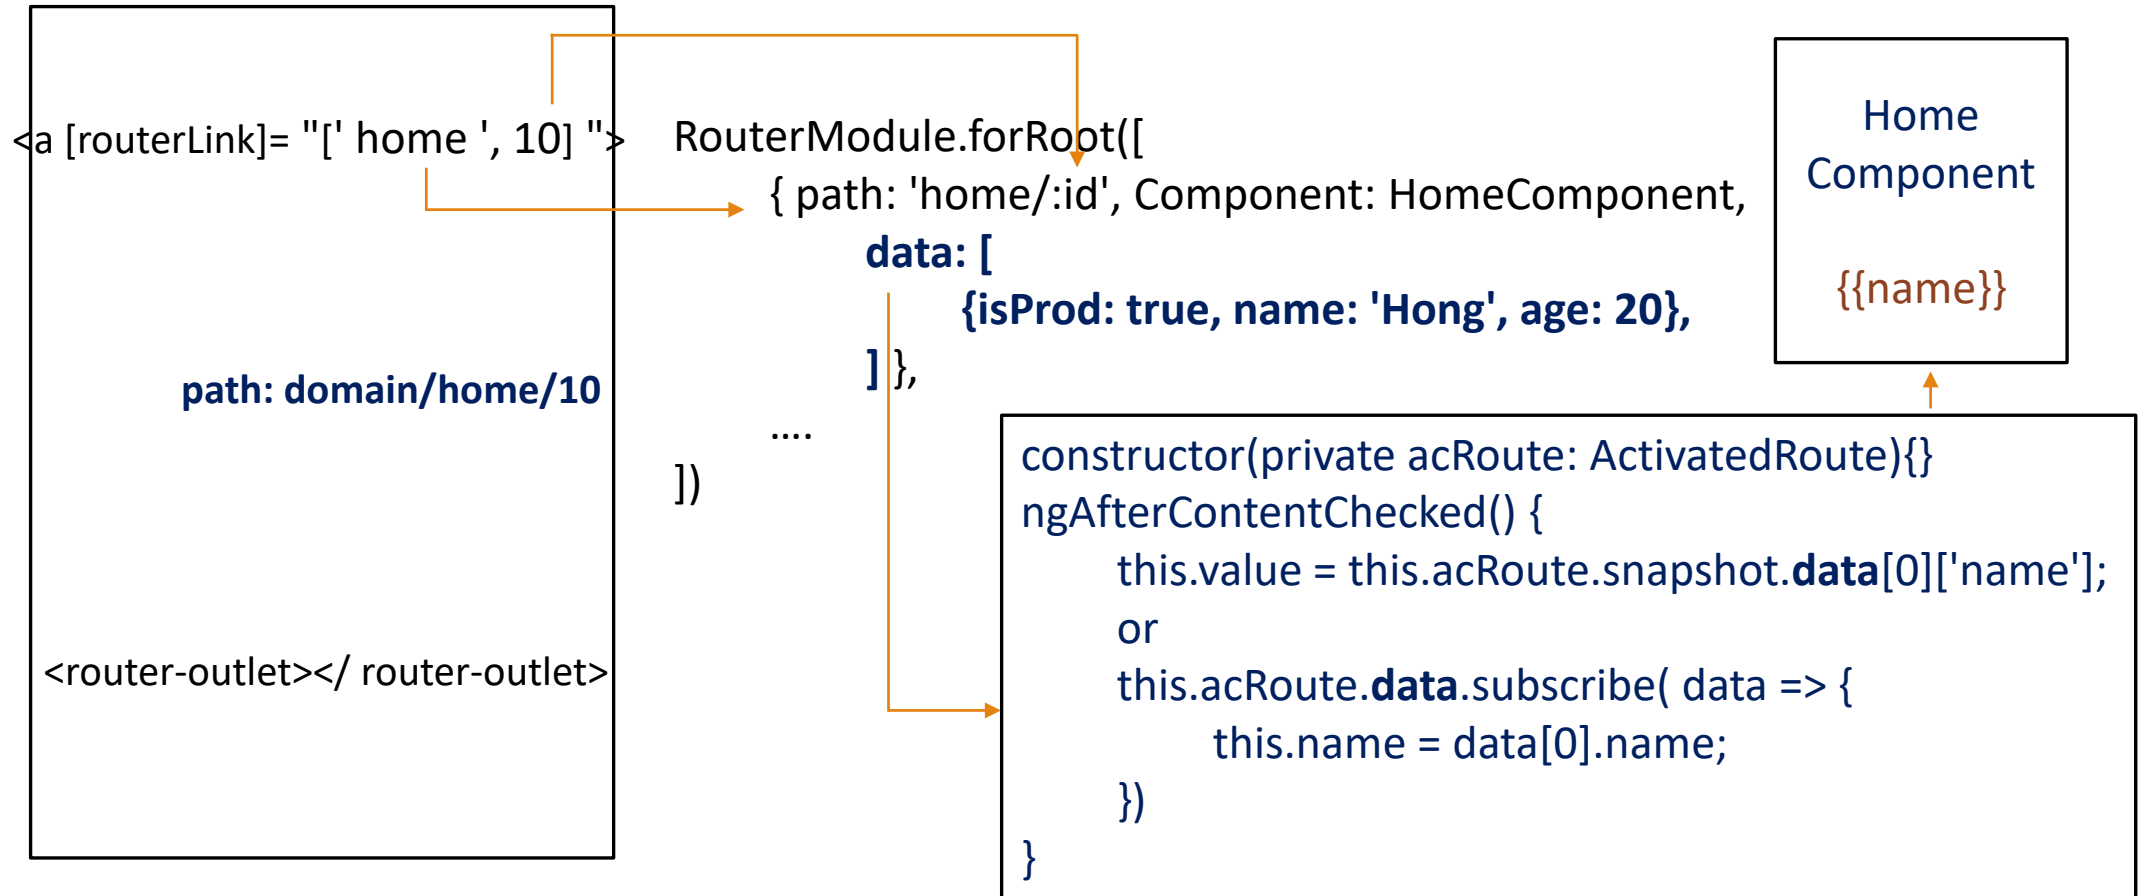 <a [routerLink]= "[' home ', 10] ">
path: domain/home/10
<router-outlet></ router-outlet>
RouterModule.forRoot([
{ path: 'home/:id', Component: HomeComponent,
data: [
{isProd: true, name: 'Hong', age: 20},
] },
....
])
Home
Component
{{name}}
constructor(private acRoute: ActivatedRoute){}
ngAfterContentChecked() {
this.value = this.acRoute.snapshot.data[0]['name'];
or
this.acRoute.data.subscribe( data => {
this.name = data[0].name;
})
}